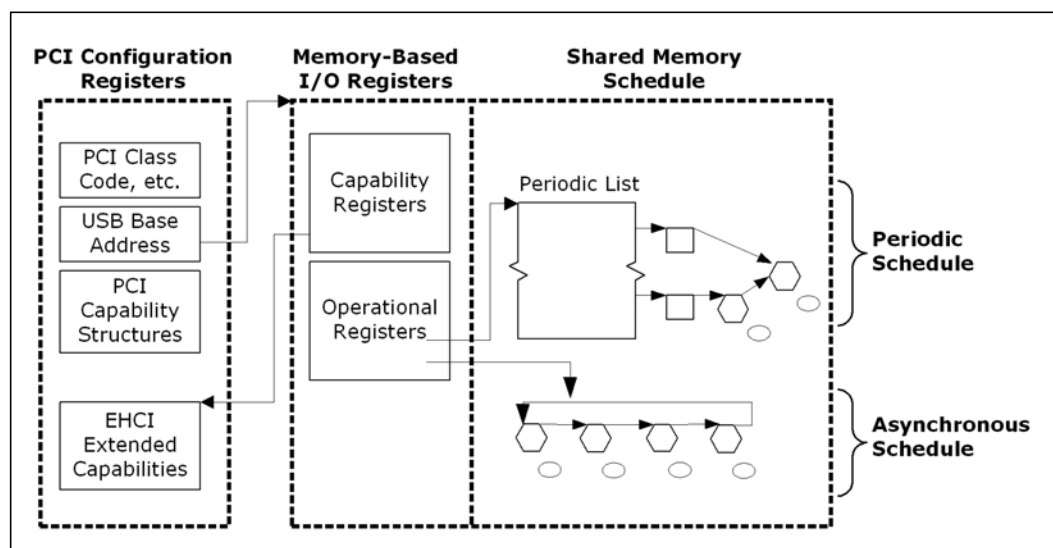 PCI Configuration
Registers
Memory-Based
I/O Registers
Shared Memory
Schedule
PCI Class
Code, etc.
USB Base
Address
PCI
Capability
Structures
EHCI
Extended
Capabilities
Capability
Registers
Operational
Registers
Periodic List
Periodic
Schedule
Asynchronous
Schedule